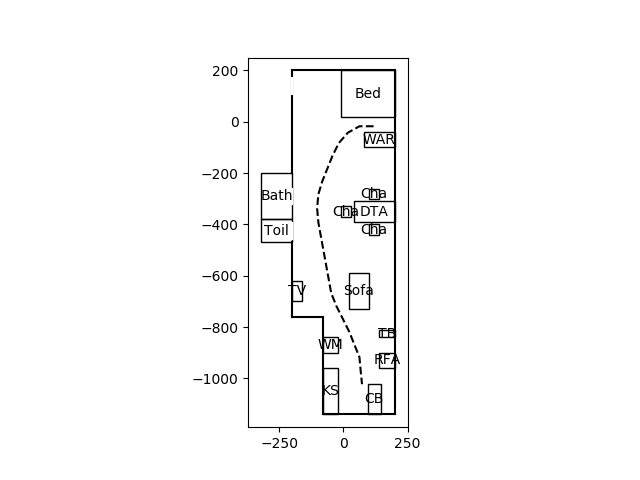 200
Bed
0
WAR
−200
Bath
Cha
Cha
DTA
−400
Toil
Cha
−600
TV
Sofa
−800
TB
WM
RFA
−1000
KS
CB
−250
0
250